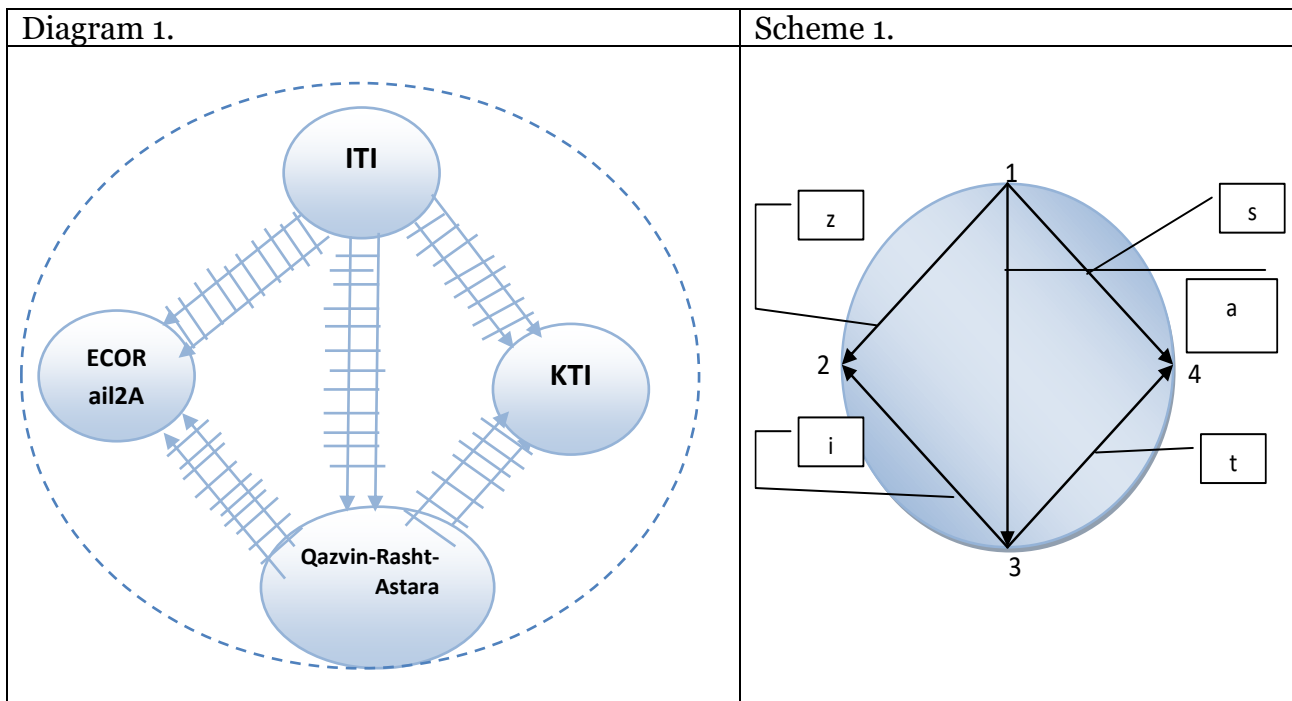 Diagram 1.
ITI
ECOR
ail2A
KTI
Qazvin-Rasht-
Astara
Scheme 1.
1
z
s
a
2
4
i
t
3